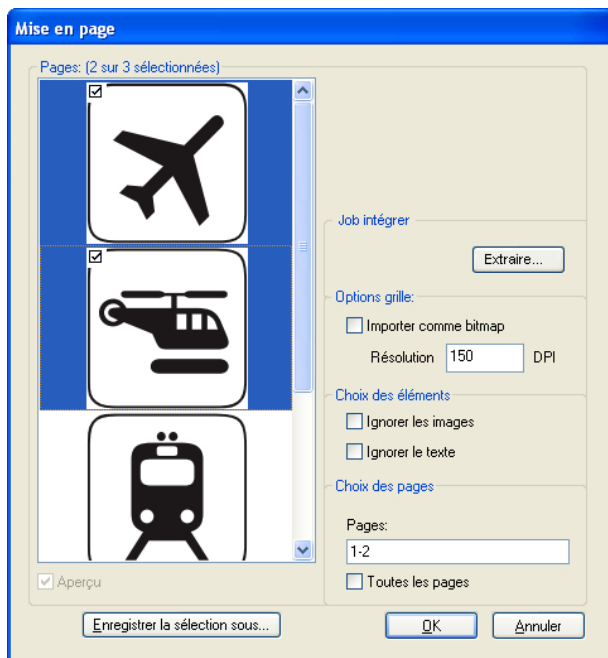 Mise en page
Pages: (2 sur 3 sélectionnées)
Job intégrer
Extraire...
Options grille:
Importer comme bitmap
Résolution 150 DPI
Choix des éléments
Ignorer les images
Ignorer le texte
Choix des pages
Pages:
1-2
Toutes les pages
Aperçu
Enregistrer la sélection sous...
OK
Annuler